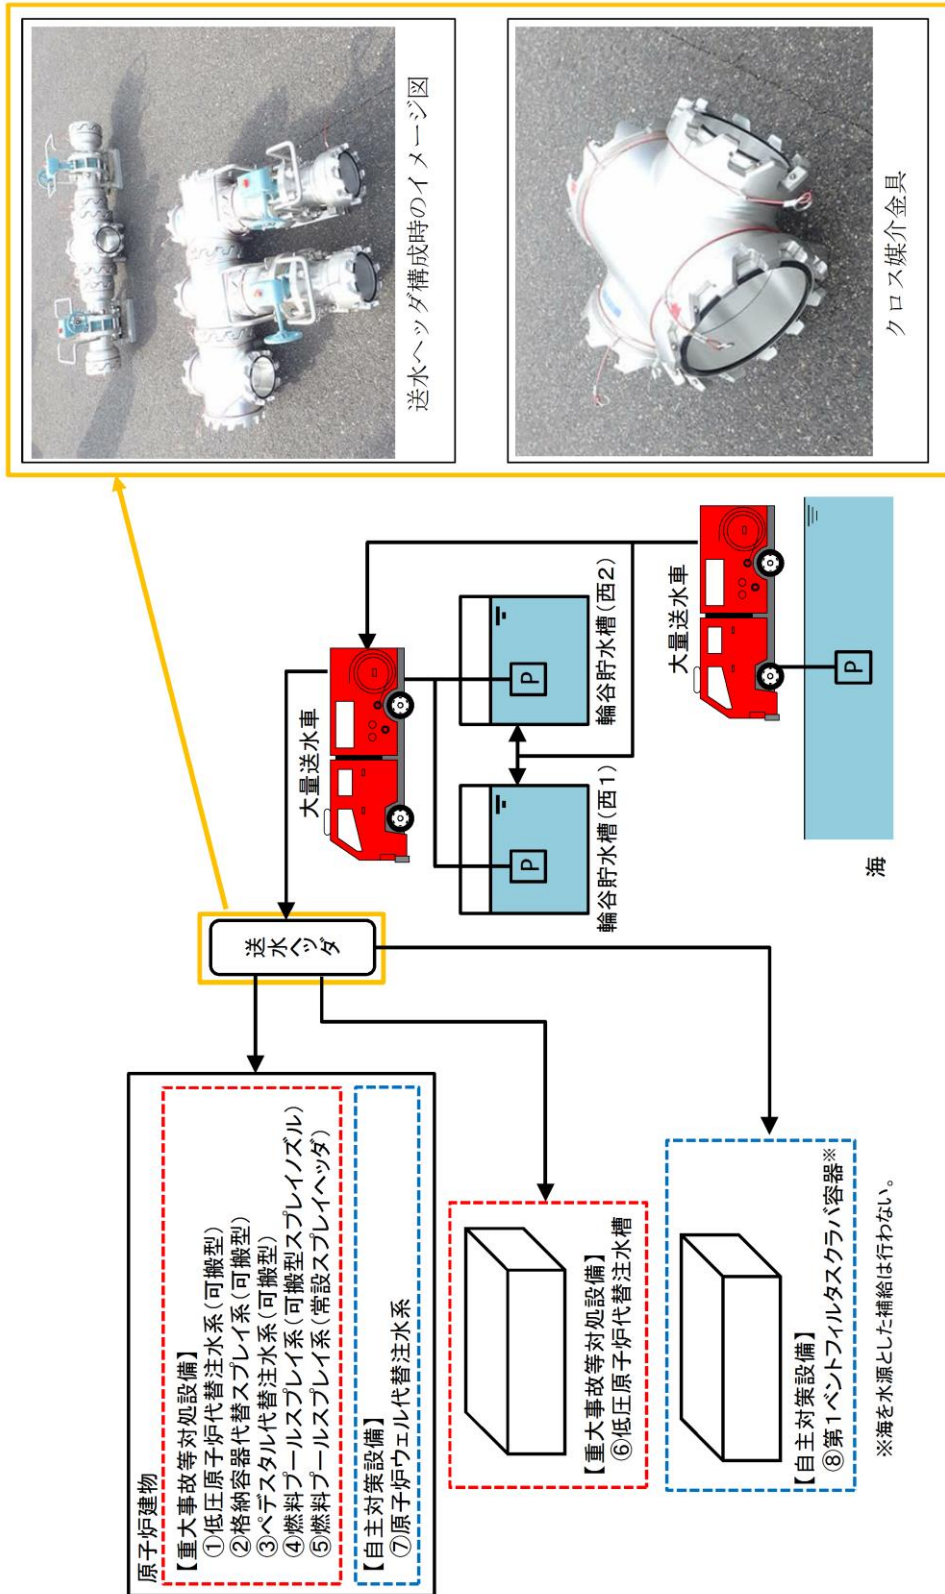 原子炉建物
【重大事故等対処設備】
①低圧原子炉代替注水系(可搬型)
②格納容器代替スプレイ系(可搬型)
③ペデスタル代替注水系(可搬型)
④燃料プールスプレイ系(可搬型スプレイノズル)
⑤燃料プールスプレイ系(常設スプレイヘッダ)
【自主対策設備】
⑦原子炉ウェル代替注水系
【重大事故等対処設備】
⑥低圧原子炉代替注水槽
【自主対策設備】
⑧第1ベントフィルタスクラバ容器※
※海を水源とした補給は行わない。
送水ヘッダ
大量送水車
P
輪谷貯水槽(西1)
P
輪谷貯水槽(西2)
大量送水車
P
海
送水ヘッダ構成時のイメージ図
クロス媒介金具